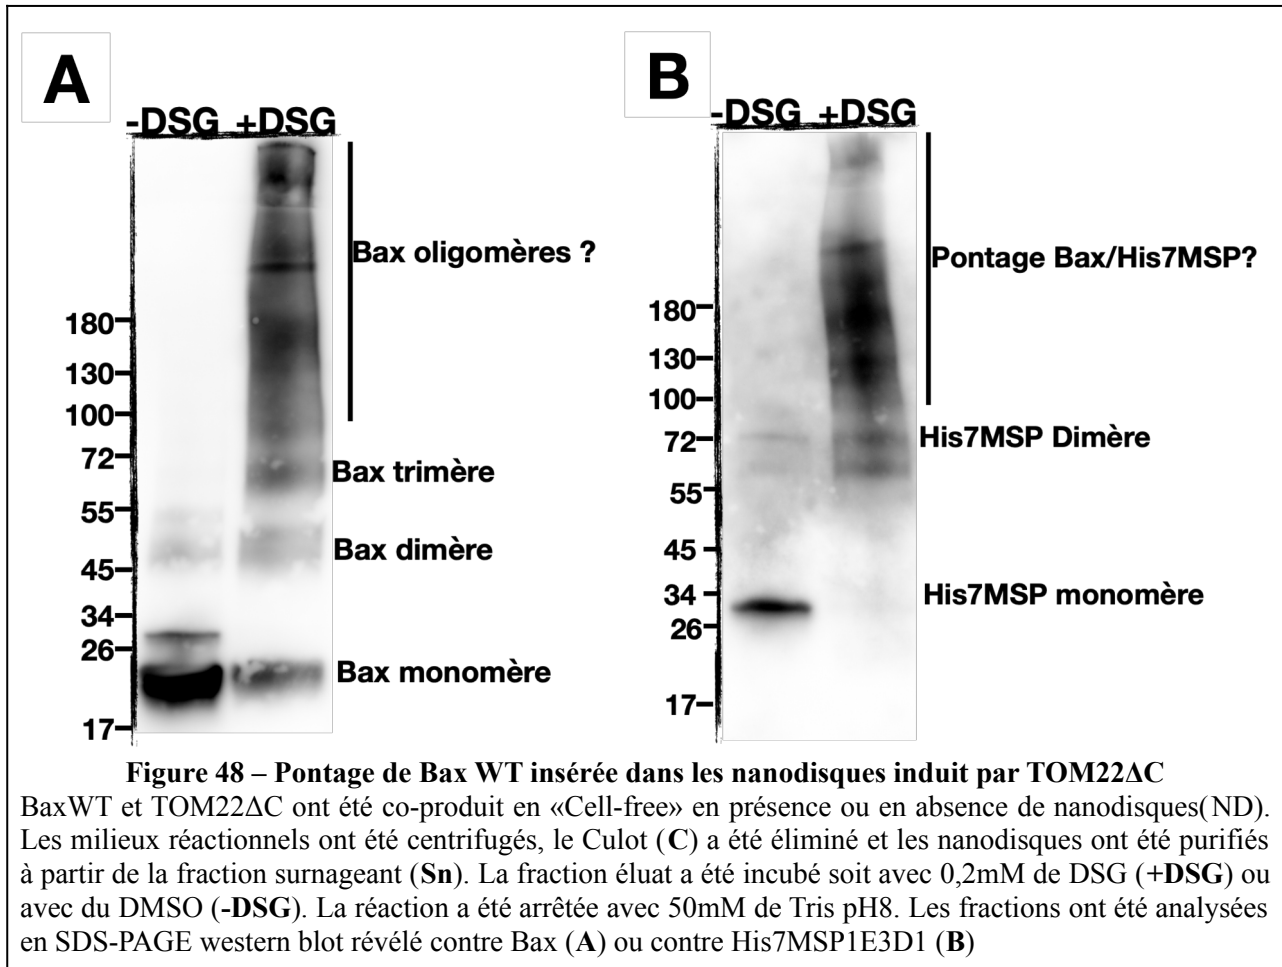 A
B
-DSG +DSG
-DSG +DSG
Bax oligomères ?
Pontage Bax/His7MSP?
180
130
100
72
55
45
34
26
17
Bax trimère
Bax dimère
Bax monomère
180
130
100
72
55
45
34
26
17
His7MSP Dimère
His7MSP monomère
Figure 48 – Pontage de Bax WT insérée dans les nanodisques induit par TOM22ΔC
BaxWT et TOM22ΔC ont été co-produit en «Cell-free» en présence ou en absence de nanodisques(ND).
Les milieux réactionnels ont été centrifugés, le Culot (C) a été éliminé et les nanodisques ont été purifiés
à partir de la fraction surnageant (Sn). La fraction éluat a été incubé soit avec 0,2mM de DSG (+DSG) ou
avec du DMSO (-DSG). La réaction a été arrêtée avec 50mM de Tris pH8. Les fractions ont été analysées
en SDS-PAGE western blot révélé contre Bax (A) ou contre His7MSP1E3D1 (B)